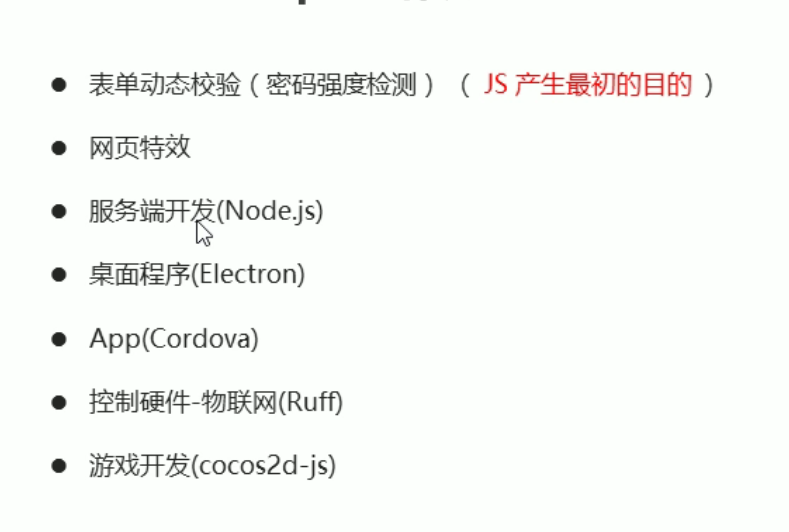 ● 表单动态校验（密码强度检测） （ JS 产生最初的目的 ）
● 网页特效
● 服务端开发(Node.js)
● 桌面程序(Electron)
● App(Cordova)
● 控制硬件-物联网(Ruff)
● 游戏开发(cocos2d-js)